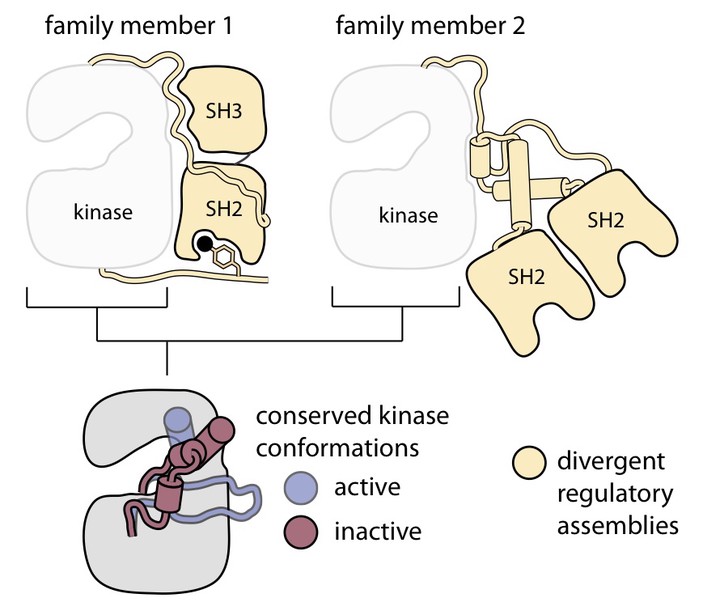 family member 1
family member 2
SH3
SH2
kinase
kinase
SH2
SH2
conserved kinase
conformations
active
inactive
divergent
regulatory
assemblies